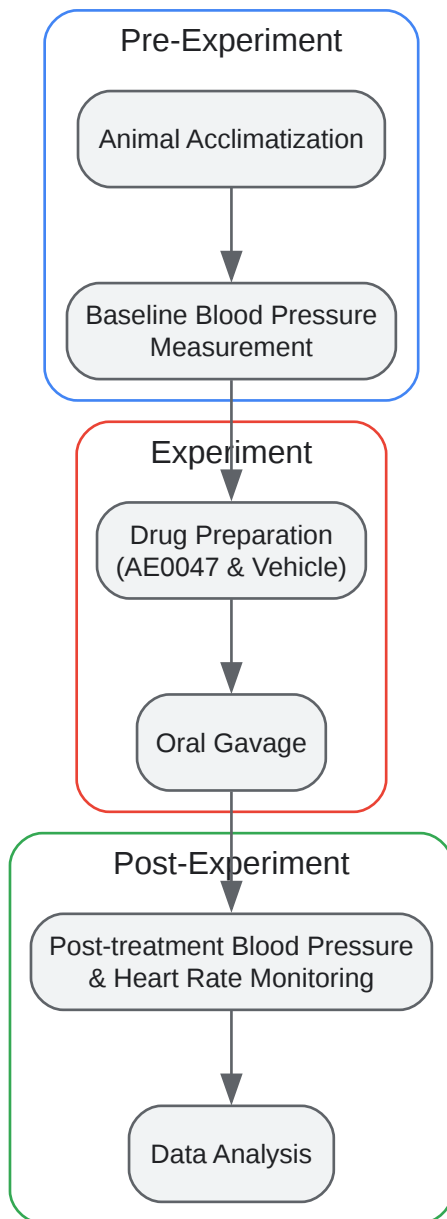 Pre-Experiment
Animal Acclimatization
Baseline Blood Pressure
Measurement
Experiment
Drug Preparation
(AE0047 & Vehicle)
Oral Gavage
Post-Experiment
Post-treatment Blood Pressure
& Heart Rate Monitoring
Data Analysis